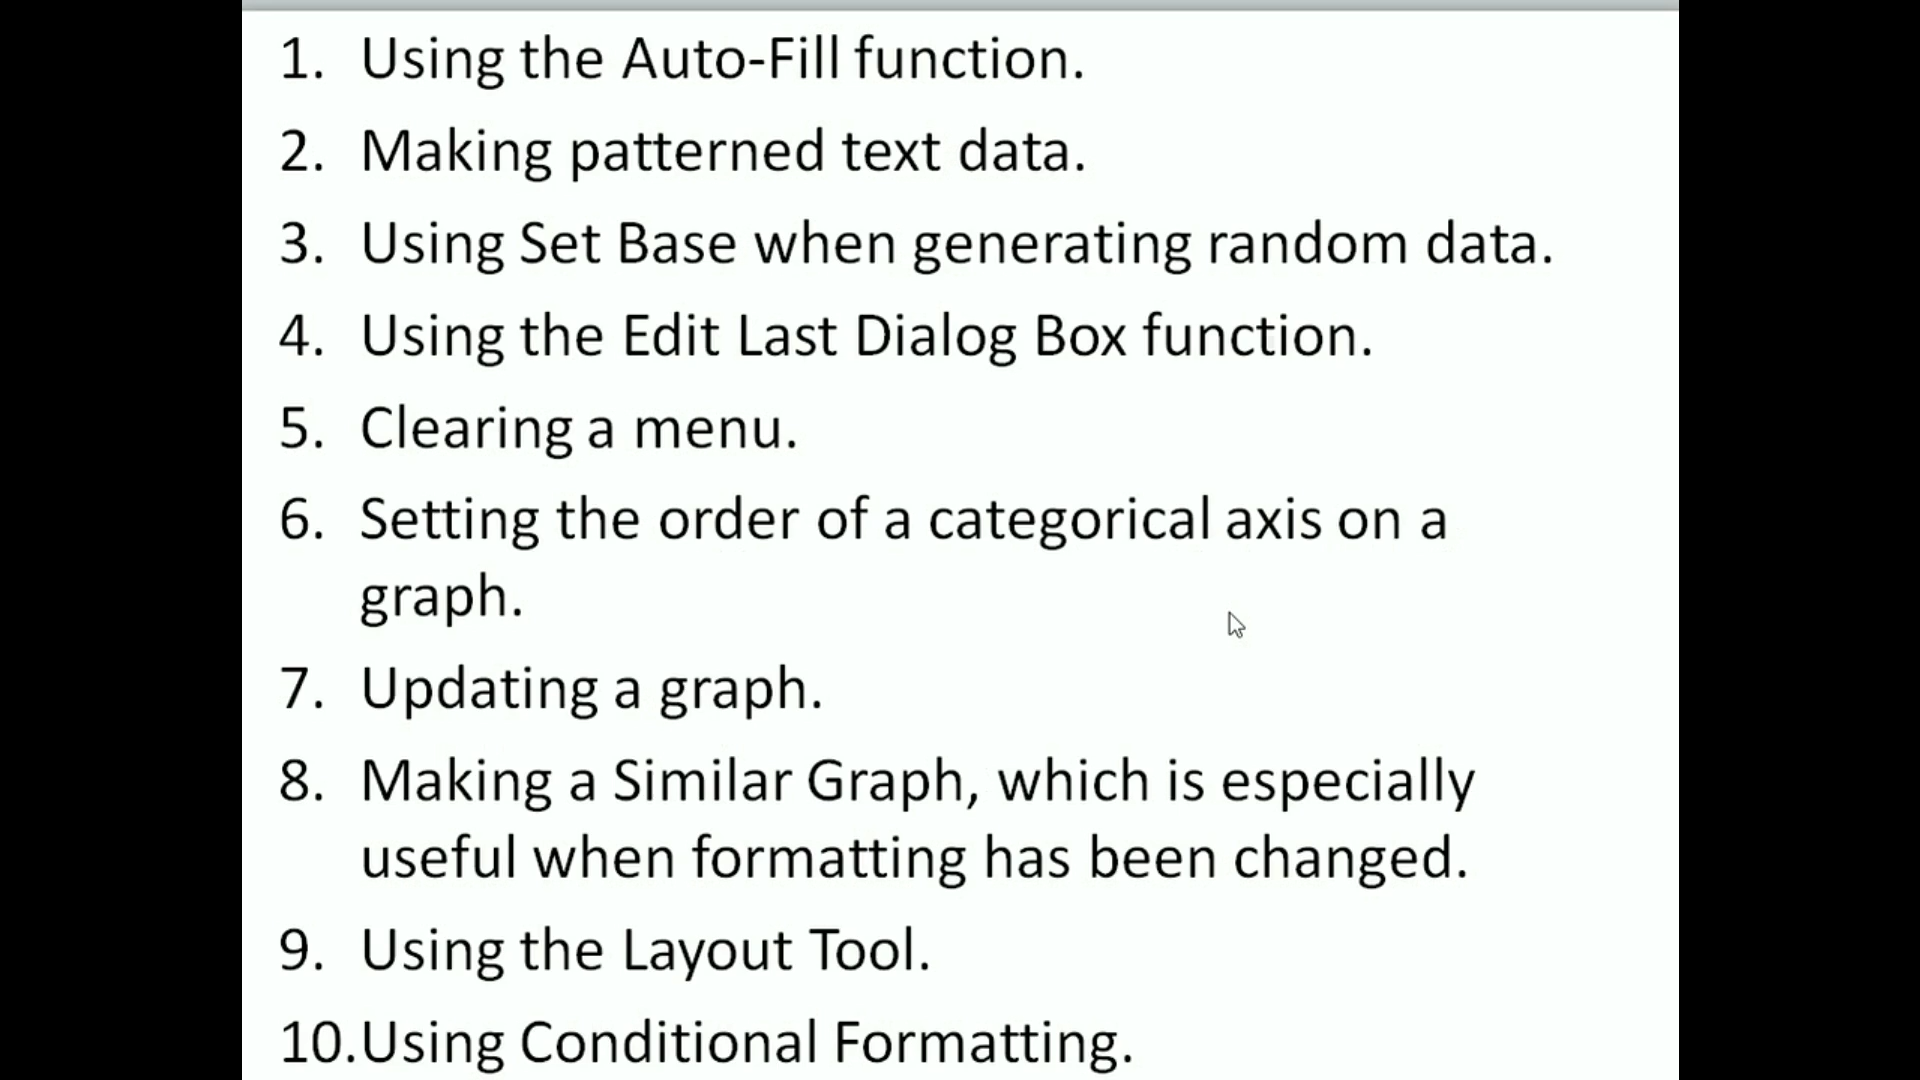 1. Using the Auto-Fill function.
2. Making patterned text data.
3. Using Set Base when generating random data.
4. Using the Edit Last Dialog Box function.
5. Clearing a menu.
6. Setting the order of a categorical axis on a
graph.
7. Updating a graph.
8. Making a Similar Graph, which is especially
useful when formatting has been changed.
9. Using the Layout Tool.
10.Using Conditional Formatting.